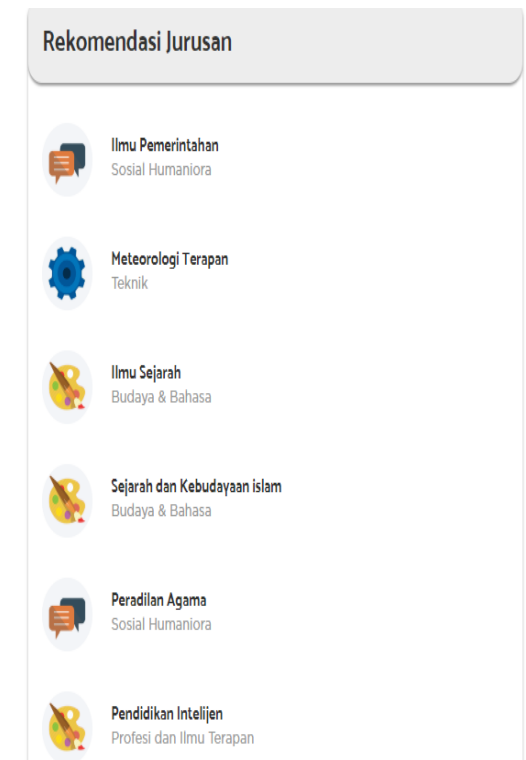 Rekomendasi Jurusan
Ilmu Pemerintahan
Sosial Humaniora
Meteorologi Terapan
Teknik
Ilmu Sejarah
Budaya & Bahasa
Sejarah dan Kebudayaan islam
Budaya & Bahasa
Peradilan Agama
Sosial Humaniora
Pendidikan Intelijen
Profesi dan Ilmu Terapan